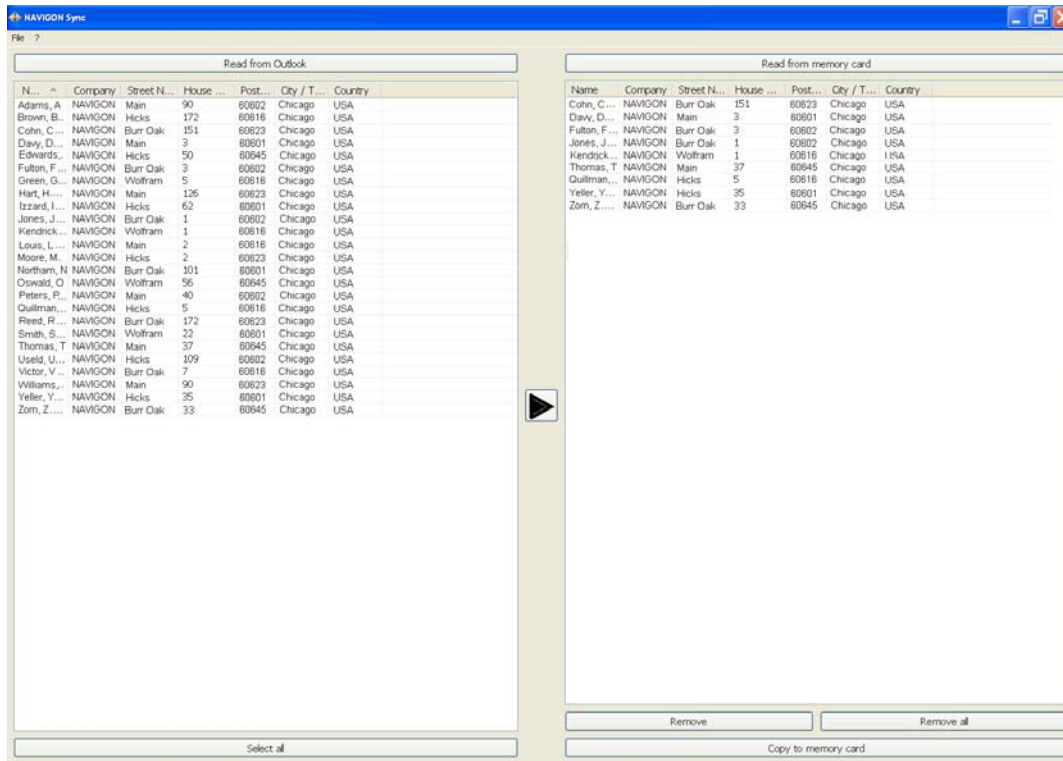 NAVIGON Sync
File ?
Read from Outlook
N... Company Street N... House ... Post... City / T... Country
Adams, A NAVIGON Main 90 60602 Chicago USA
Brown, B.. NAVIGON Hicks 172 60616 Chicago USA
Cohn, C... NAVIGON Burr Oak 151 60623 Chicago USA
Davy, D... NAVIGON Main 3 60601 Chicago USA
Edwards,.. NAVIGON Hicks 50 60645 Chicago USA
Fulton, F... NAVIGON Burr Oak 3 60602 Chicago USA
Green, G... NAVIGON Wolfram 5 60616 Chicago USA
Hart, H.... NAVIGON Main 126 60623 Chicago USA
Izzard, I... NAVIGON Hicks 62 60601 Chicago USA
Jones, J... NAVIGON Burr Oak 1 60602 Chicago USA
Kendrick... NAVIGON Wolfram 1 60616 Chicago USA
Louis, L ... NAVIGON Main 2 60616 Chicago USA
Moore, M. NAVIGON Hicks 2 60623 Chicago USA
Northam, N NAVIGON Burr Oak 101 60601 Chicago USA
Oswald, O NAVIGON Wolfram 56 60645 Chicago USA
Peters, P... NAVIGON Main 40 60602 Chicago USA
Quillman,... NAVIGON Hicks 5 60616 Chicago USA
Reed, R... NAVIGON Burr Oak 172 60623 Chicago USA
Smith, S... NAVIGON Wolfram 22 60601 Chicago USA
Thomas, T NAVIGON Main 37 60645 Chicago USA
Useld, U... NAVIGON Hicks 109 60602 Chicago USA
Victor, V .. NAVIGON Burr Oak 7 60616 Chicago USA
Williams,.. NAVIGON Main 90 60623 Chicago USA
Yeller, Y... NAVIGON Hicks 35 60601 Chicago USA
Zorn, Z.... NAVIGON Burr Oak 33 60645 Chicago USA
Select all
Read from memory card
Name Company Street N... House ... Post... City / T... Country
Cohn, C... NAVIGON Burr Oak 151 60623 Chicago USA
Davy, D... NAVIGON Main 3 60601 Chicago USA
Fulton, F... NAVIGON Burr Oak 3 60602 Chicago USA
Jones, J... NAVIGON Burr Oak 1 60602 Chicago USA
Kendrick... NAVIGON Wolfram 1 60616 Chicago USA
Thomas, T NAVIGON Main 37 60645 Chicago USA
Quillman,... NAVIGON Hicks 5 60616 Chicago USA
Yeller, Y... NAVIGON Hicks 35 60601 Chicago USA
Zorn, Z.... NAVIGON Burr Oak 33 60645 Chicago USA
Remove Remove all
Copy to memory card